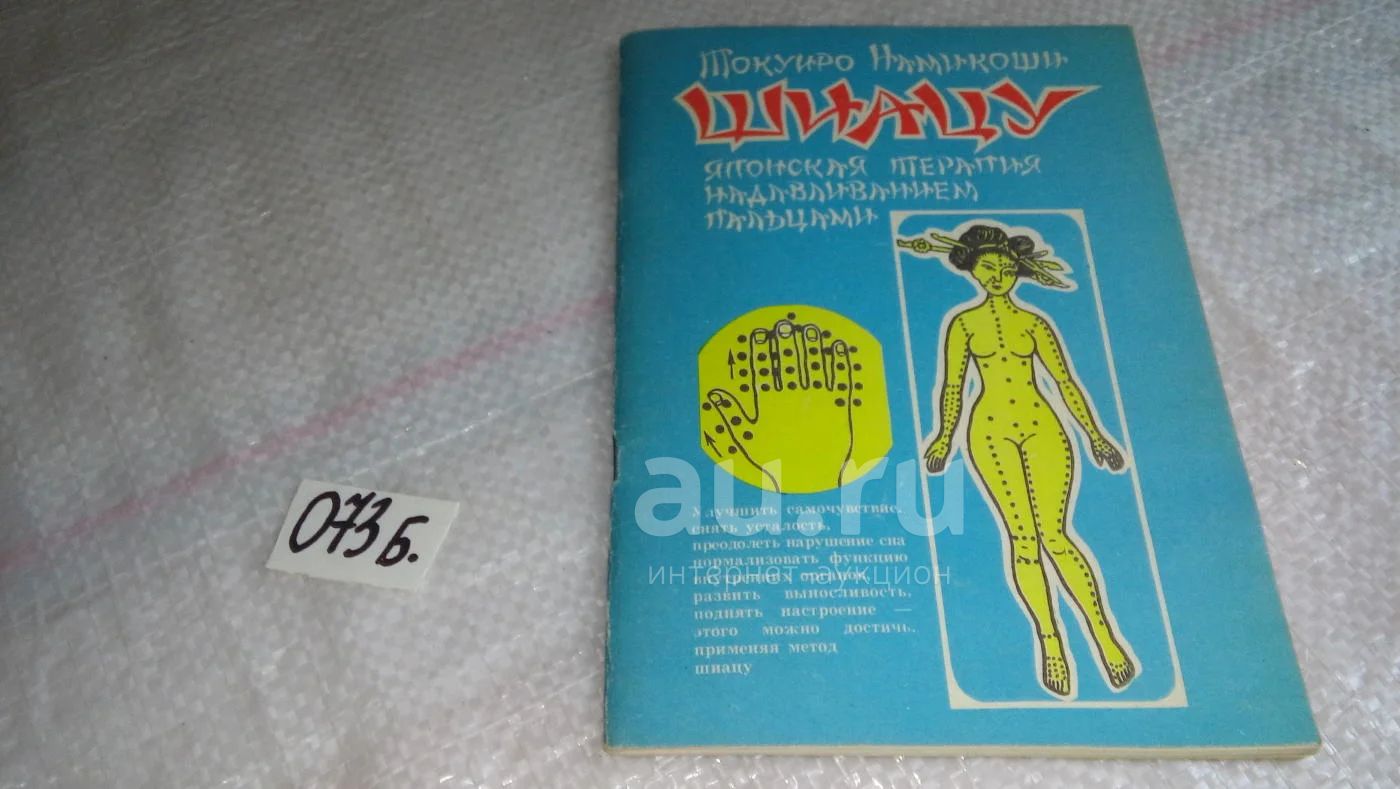 Токуиро Намикоши
ШИАЦУ
ЯПОНСКАЯ ТЕРАПИЯ
НАДАВЛИВАНИЕМ
ПАЛЬЦАМИ
Улучшить самочувствие,
снять усталость,
преодолеть нарушение сна
нормализовать функцию
внутренних органов,
развить выносливость,
поднять настроение —
этого можно достичь,
применяя метод
шиацу
073 Б.
au.ru
интернет-аукцион